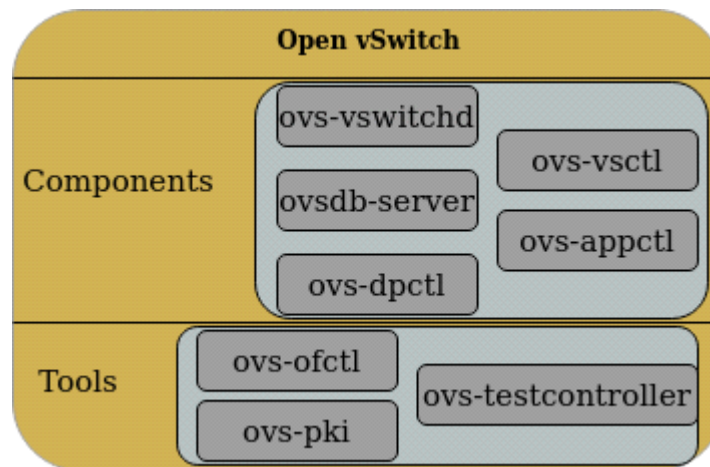 Open vSwitch
Components
ovs-vswitchd
ovsdb-server
ovs-dpctl
ovs-vsctl
ovs-appctl
Tools
ovs-ofctl
ovs-pki
ovs-testcontroller